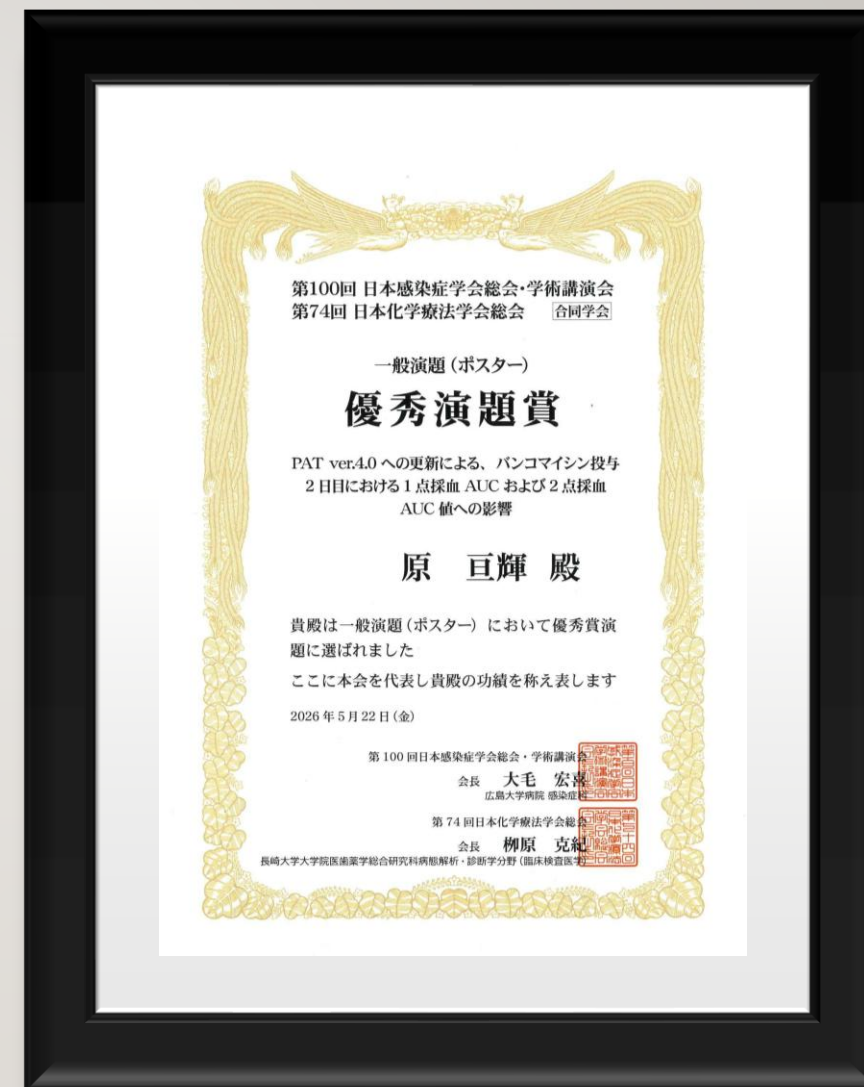 第100回 日本感染症学会総会・学術講演会
第74回 日本化学療法学会総会 合同学会
一般演題（ポスター）
優秀演題賞
PAT ver.4.0 への更新による、バンコマイシン投与
2 日目における 1 点採血 AUC および 2 点採血
AUC 値への影響
原 亘輝 殿
貴殿は一般演題（ポスター）において優秀賞演
題に選ばれました
ここに本会を代表し貴殿の功績を称え表します
2026 年 5 月 22 日（金）
第 100 回日本感染症学会総会・学術講演会
会長 大毛 宏喜
広島大学病院 感染症科
第 74 回日本化学療法学会総会
会長 栁原 克紀
長崎大学大学院医歯薬学総合研究科病態解析・診断学分野（臨床検査医学）